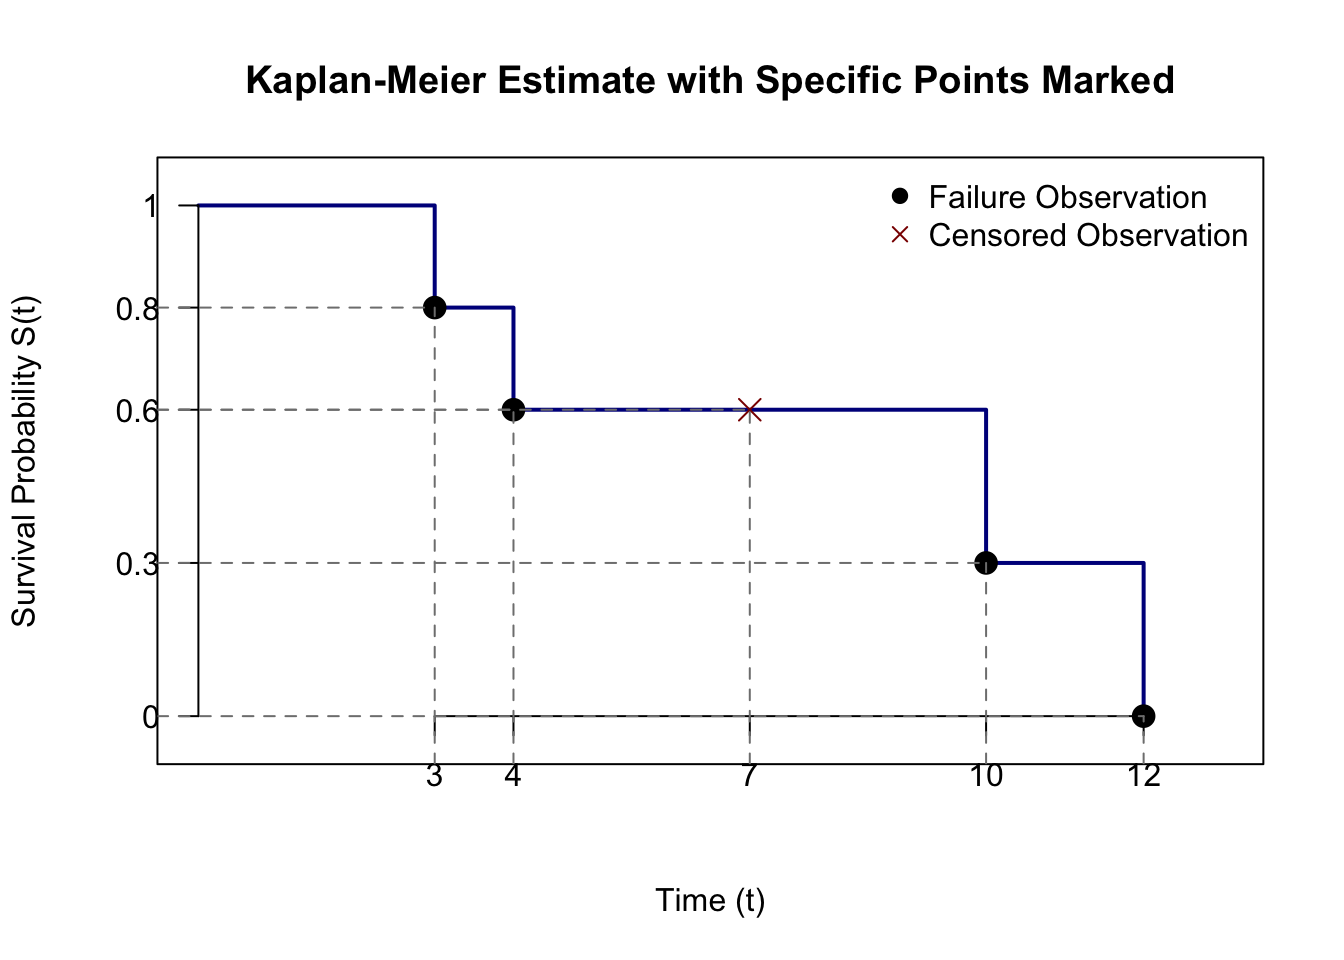 Kaplan-Meier Estimate with Specific Points Marked
Failure Observation
Censored Observation
1
0.8
0.6
0.3
0
Survival Probability S(t)
3 4 7 10 12
Time (t)